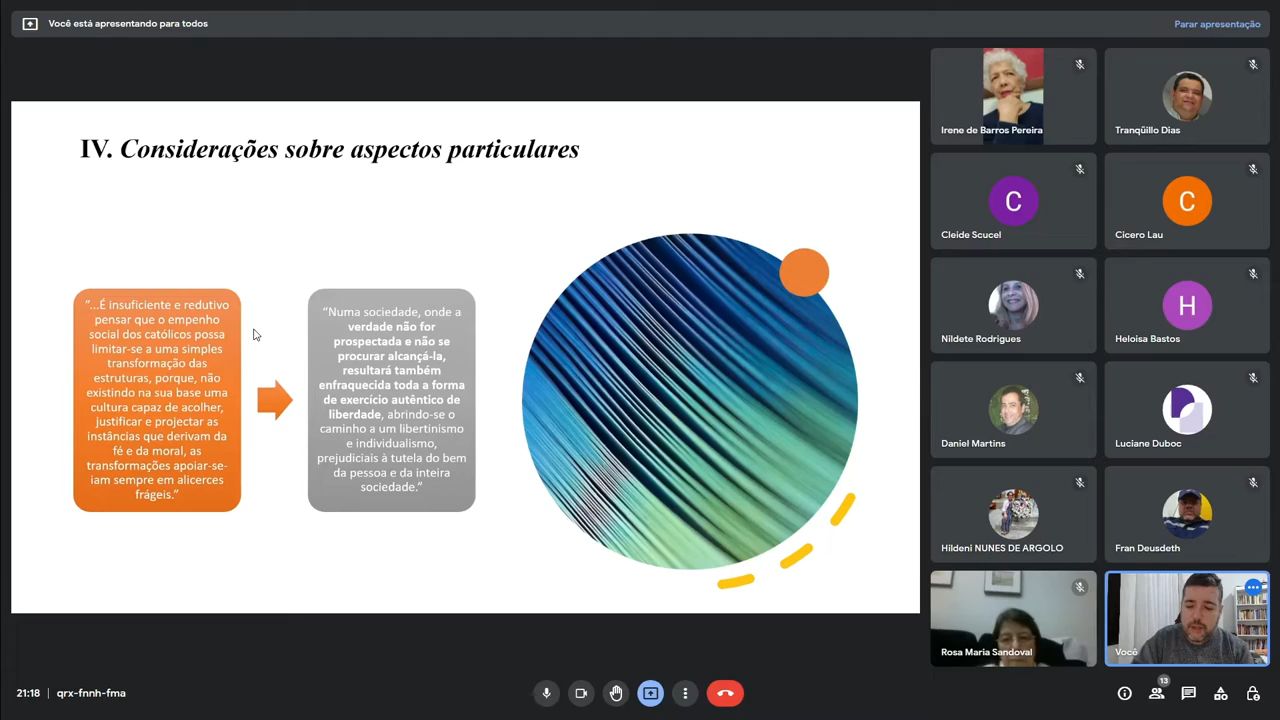 Você está apresentando para todos
Parar apresentação
IV. Considerações sobre aspectos particulares
“...É insuficiente e redutivo
pensar que o empenho
social dos católicos possa
limitar-se a uma simples
transformação das
estruturas, porque, não
existindo na sua base uma
cultura capaz de acolher,
justificar e projectar as
instâncias que derivam da
fé e da moral, as
transformações apoiar-se-
iam sempre em alicerces
frágeis.”
“Numa sociedade, onde a
verdade não for
prospectada e não se
procurar alcançá-la,
resultará também
enfraquecida toda a forma
de exercício autêntico de
liberdade, abrindo-se o
caminho a um libertinismo
e individualismo,
prejudiciais à tutela do bem
da pessoa e da inteira
sociedade.”
Irene de Barros Pereira
Tranqüillo Dias
C
Cleide Scucel
C
Cicero Lau
Nildete Rodrigues
H
Heloisa Bastos
Daniel Martins
Luciane Duboc
Hildeni NUNES DE ARGOLO
Fran Deusdeth
Rosa Maria Sandoval
Você
21:18 | qrx-fnnh-fma
13